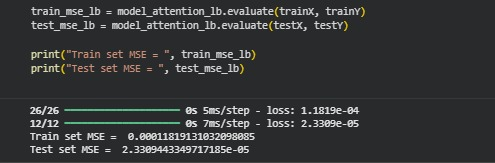 train_mse_lb = model_attention_lb.evaluate(trainX, trainY)
test_mse_lb = model_attention_lb.evaluate(testX, testY)
print("Train set MSE = ", train_mse_lb)
print("Test set MSE = ", test_mse_lb)
26/26 ━━━━━━━━━━━━━━━━━━━━ 0s 5ms/step - loss: 1.1819e-04
12/12 ━━━━━━━━━━━━━━━━━━━━ 0s 7ms/step - loss: 2.3309e-05
Train set MSE =  0.00011819131032098085
Test set MSE =  2.3309443349717185e-05